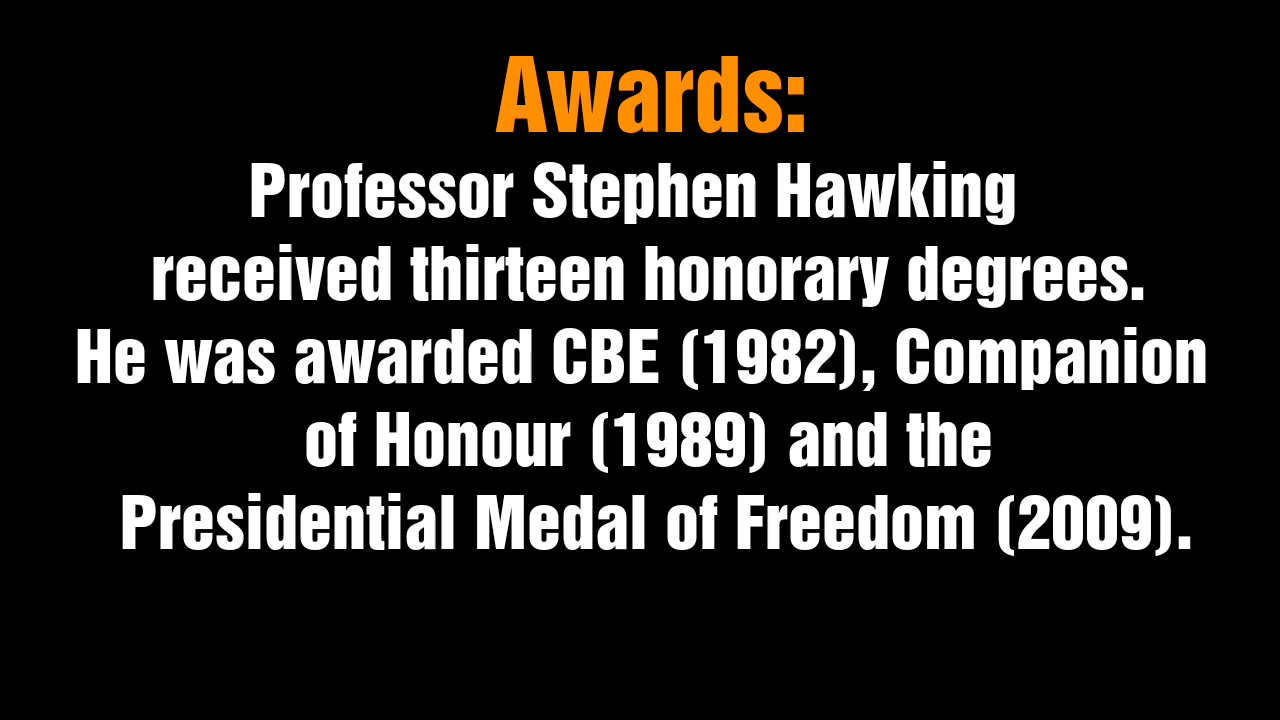 Awards:
Professor Stephen Hawking
received thirteen honorary degrees.
He was awarded CBE (1982), Companion
of Honour (1989) and the
Presidential Medal of Freedom (2009).